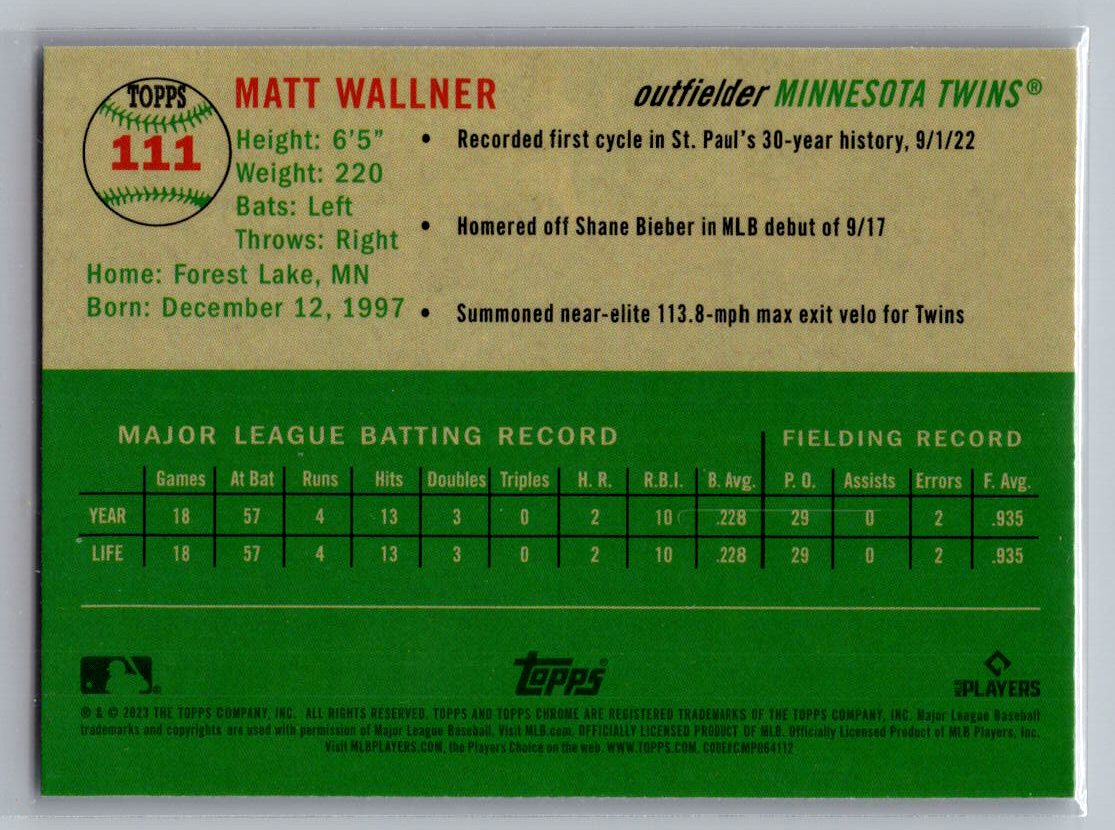 TOPPS
111
MATT WALLNER
outfielder MINNESOTA TWINS®
Height: 6'5"
Weight: 220
Bats: Left
Throws: Right
Home: Forest Lake, MN
Born: December 12, 1997
• Recorded first cycle in St. Paul's 30-year history, 9/1/22
• Homered off Shane Bieber in MLB debut of 9/17
• Summoned near-elite 113.8-mph max exit velo for Twins
MAJOR LEAGUE BATTING RECORD FIELDING RECORD
Games At Bat Runs Hits Doubles Triples H. R. R.B.I. B. Avg. P. O. Assists Errors F. Avg.
YEAR 18 57 4 13 3 0 2 10 .228 29 0 2 .935
LIFE 18 57 4 13 3 0 2 10 .228 29 0 2 .935
topps®
PLAYERS
® & © 2023 THE TOPPS COMPANY, INC. ALL RIGHTS RESERVED. TOPPS AND TOPPS CHROME ARE REGISTERED TRADEMARKS OF THE TOPPS COMPANY, INC. Major League Baseball
trademarks and copyrights are used with permission of Major League Baseball. Visit MLB.com. OFFICIALLY LICENSED PRODUCT OF MLB. Officially Licensed Product of MLB Players, Inc.
Visit MLBPLAYERS.COM, the Players Choice on the web. WWW.TOPPS.COM. CODE#CMP064112